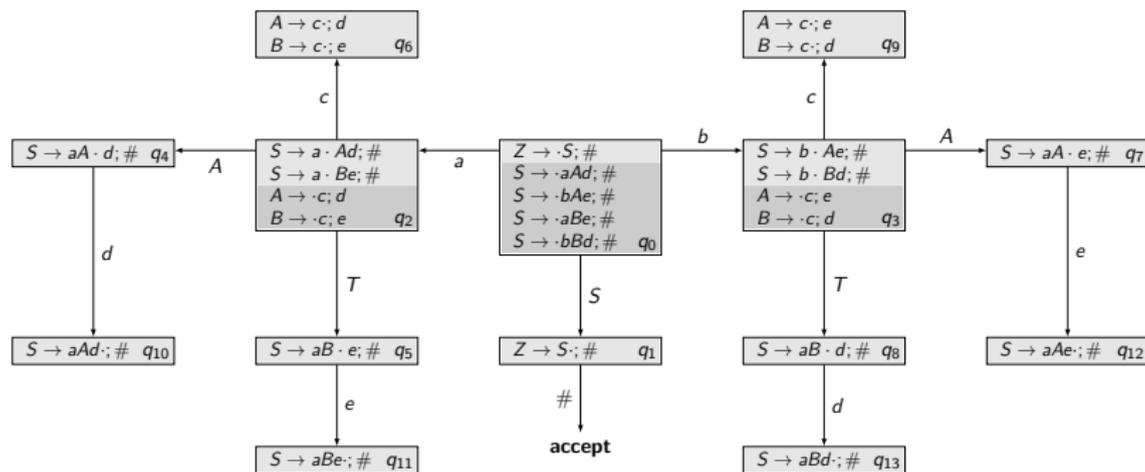 A → c·; d
B → c·; e q6
A → c·; e
B → c·; d q9
c
c
S → aA · d; # q4
A
S → a · Ad; #
S → a · Be; #
A → ·c; d
B → ·c; e q2
a
Z → ·S; #
S → ·aAd; #
S → ·bAe; #
S → ·aBe; #
S → ·bBd; # q0
b
S → b · Ae; #
S → b · Bd; #
A → ·c; e
B → ·c; d q3
A
S → aA · e; # q7
d
T
S
T
e
S → aAd·; # q10
S → aB · e; # q5
Z → S·; # q1
S → aB · d; # q8
S → aAe·; # q12
e
#
d
S → aBe·; # q11
accept
S → aBd·; # q13